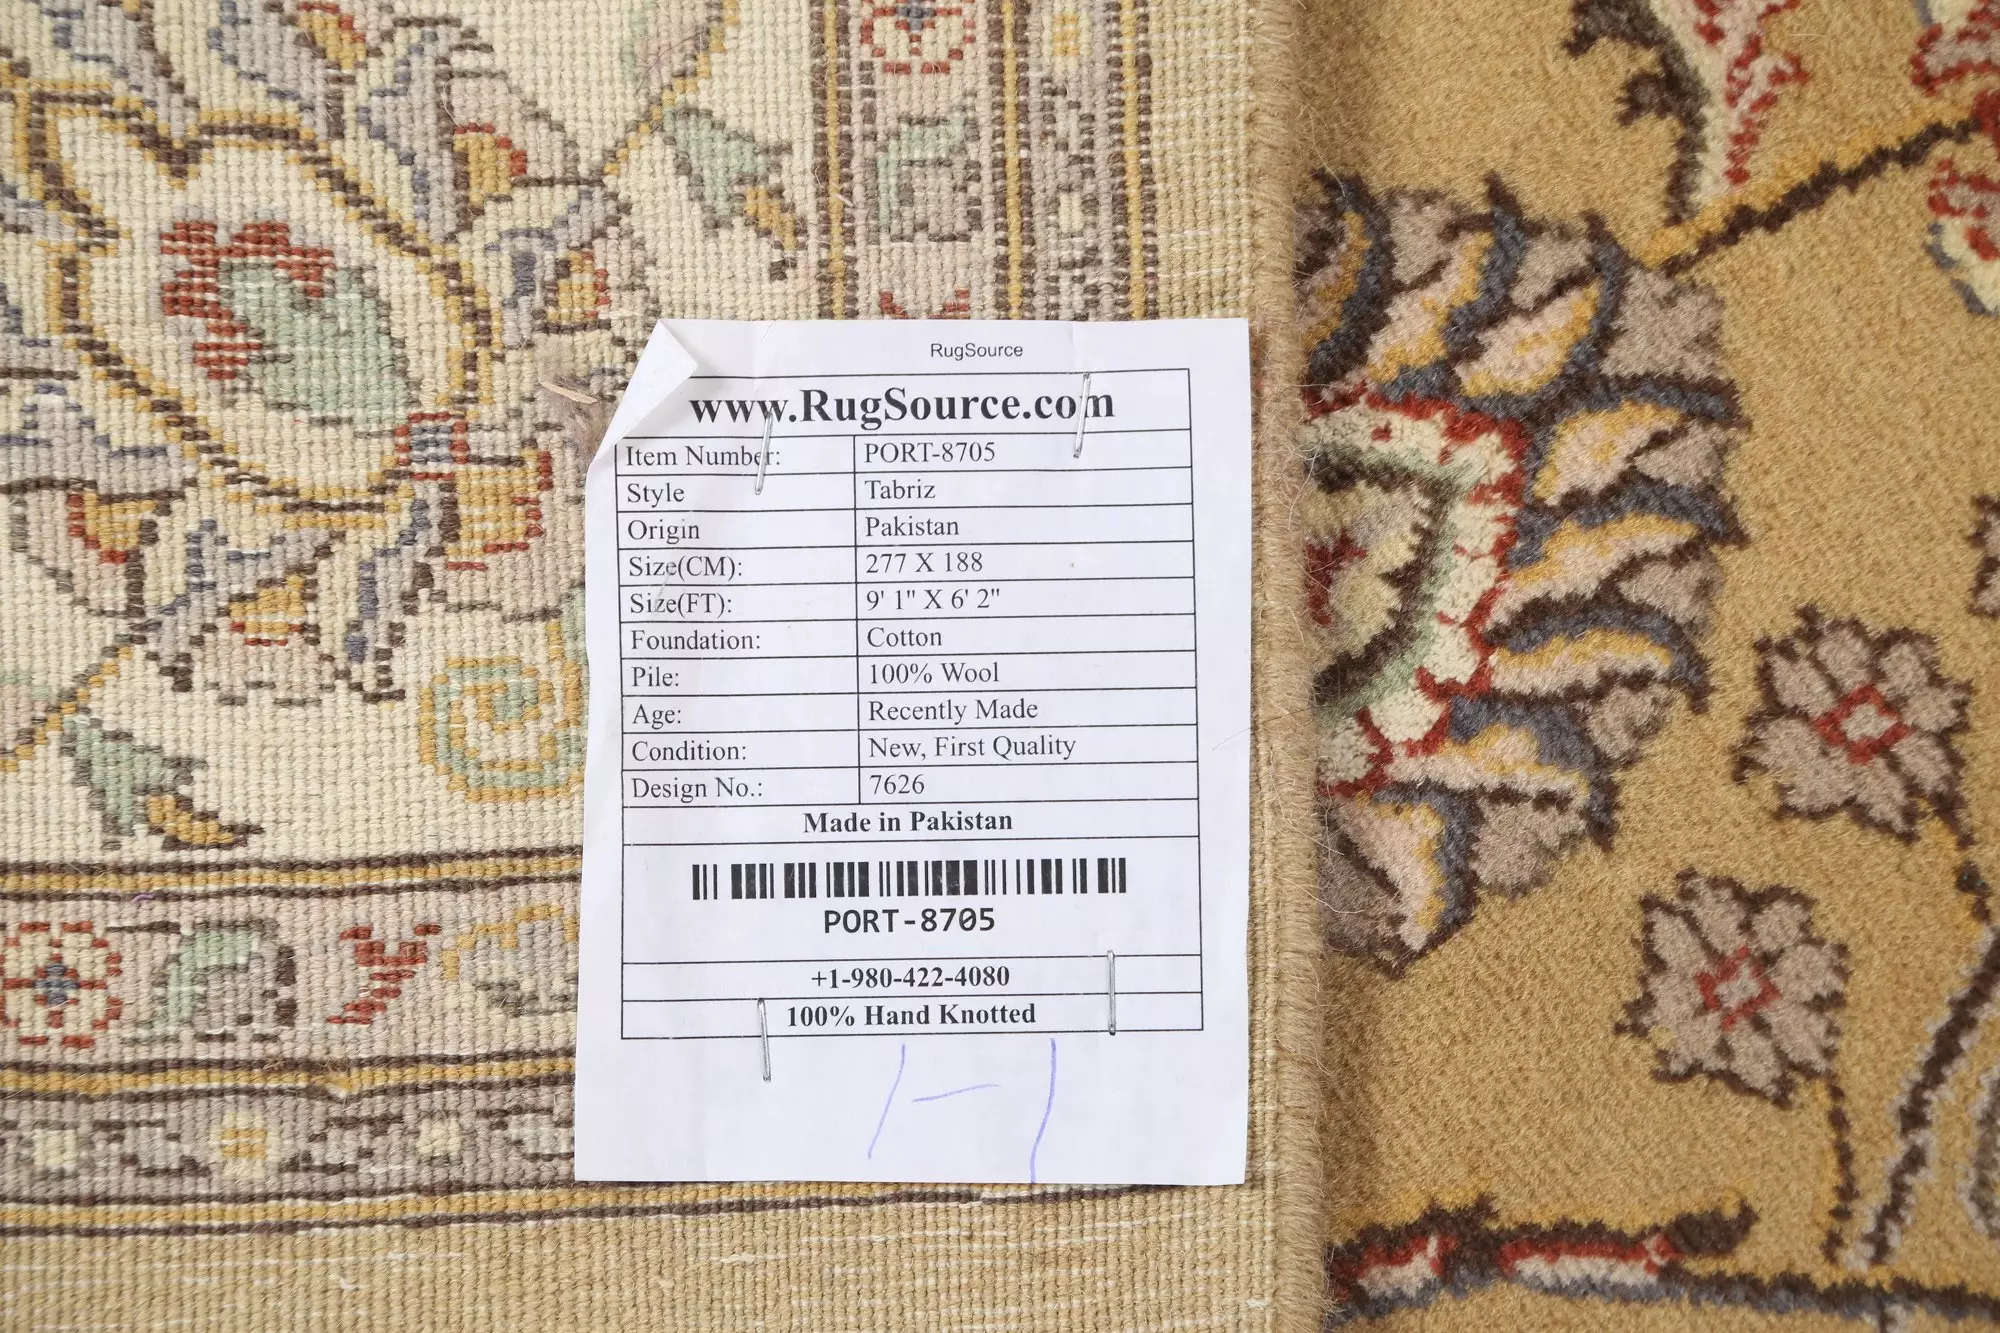 RugSource
www.RugSource.com
Item Number: PORT-8705
Style Tabriz
Origin Pakistan
Size(CM): 277 X 188
Size(FT): 9' 1" X 6' 2"
Foundation: Cotton
Pile: 100% Wool
Age: Recently Made
Condition: New, First Quality
Design No.: 7626
Made in Pakistan
PORT-8705
+1-980-422-4080
100% Hand Knotted
1-1